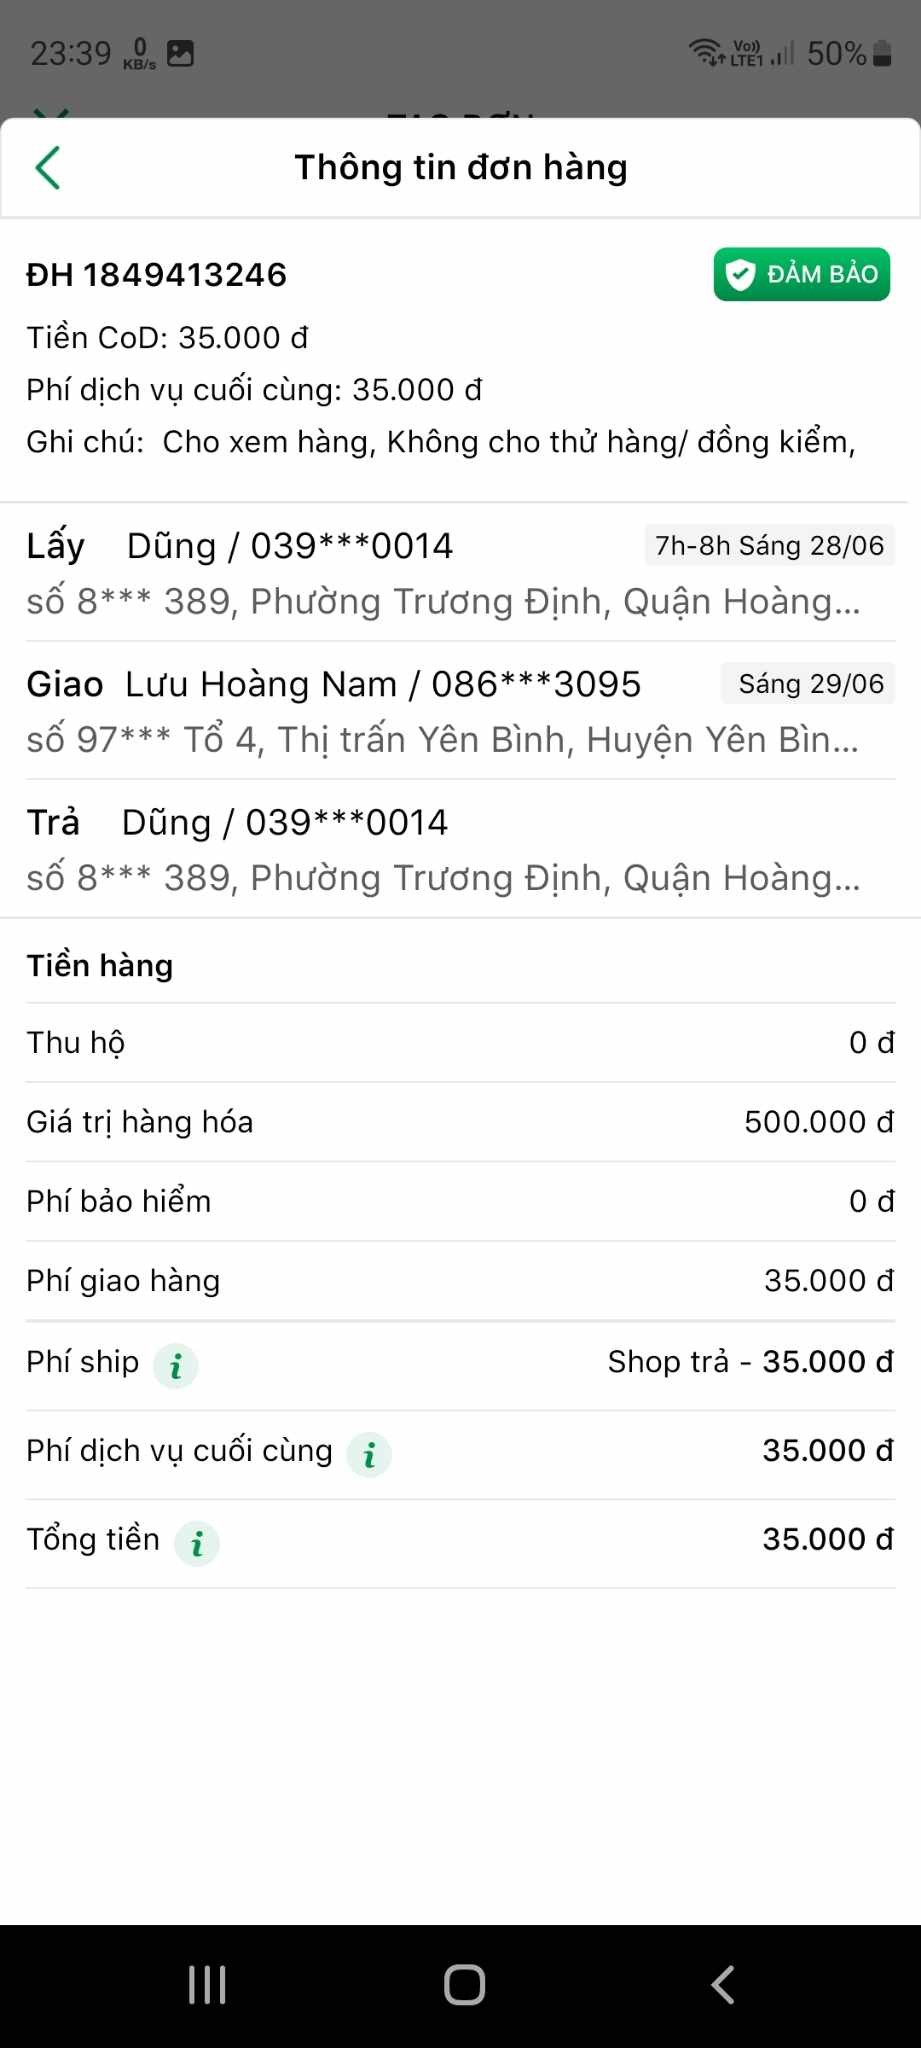 23:39 0 KB/s Vo)) LTE1 50%
TẠO ĐƠN
Thông tin đơn hàng
ĐH 1849413246 ĐẢM BẢO
Tiền CoD: 35.000 đ
Phí dịch vụ cuối cùng: 35.000 đ
Ghi chú: Cho xem hàng, Không cho thử hàng/ đồng kiểm,
Lấy Dũng / 039***0014 7h-8h Sáng 28/06
số 8*** 389, Phường Trương Định, Quận Hoàng...
Giao Lưu Hoàng Nam / 086***3095 Sáng 29/06
số 97*** Tổ 4, Thị trấn Yên Bình, Huyện Yên Bìn...
Trả Dũng / 039***0014
số 8*** 389, Phường Trương Định, Quận Hoàng...
Tiền hàng
Thu hộ 0 đ
Giá trị hàng hóa 500.000 đ
Phí bảo hiểm 0 đ
Phí giao hàng 35.000 đ
Phí ship i Shop trả - 35.000 đ
Phí dịch vụ cuối cùng i 35.000 đ
Tổng tiền i 35.000 đ